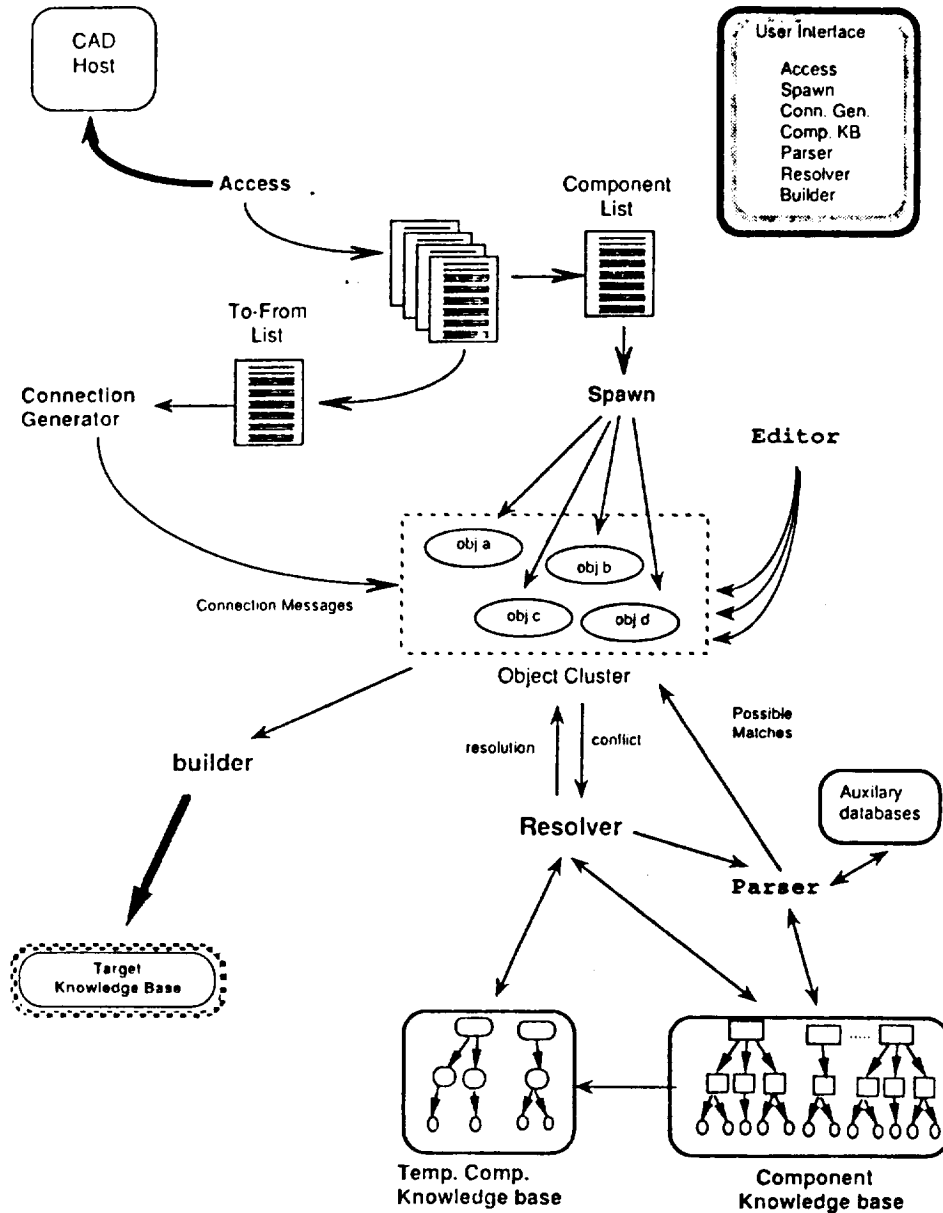 CAD
Host
User Interface
Access
Spawn
Conn. Gen.
Comp. KB
Parser
Resolver
Builder
Access
Component
List
To-From
List
Connection
Generator
Spawn
Editor
obj a
obj b
obj c
obj d
Connection Messages
Object Cluster
resolution
conflict
Possible
Matches
builder
Resolver
Auxilary
databases
Parser
Target
Knowledge Base
.....
Temp. Comp.
Knowledge base
Component
Knowledge base